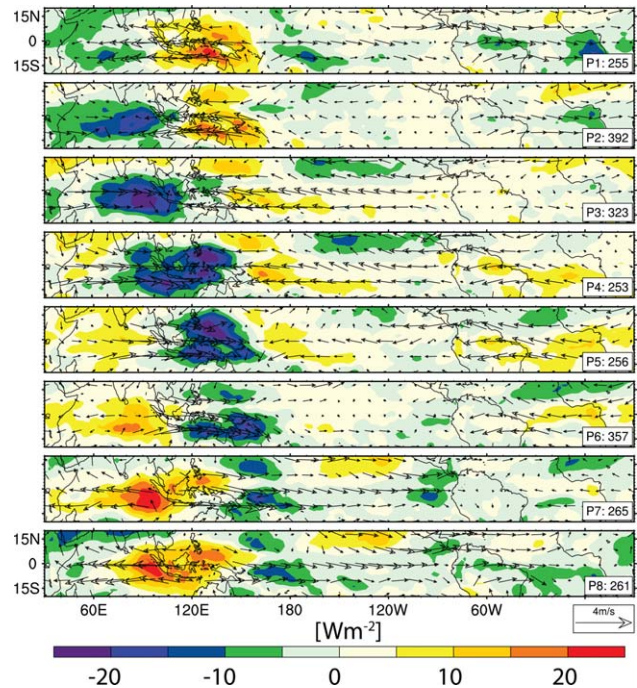 15N
0
15S
P1: 255
P2: 392
P3: 323
P4: 253
P5: 256
P6: 357
P7: 265
15N
0
15S
P8: 261
60E 120E 180 120W 60W
4m/s
[Wm-2]
-20 -10 0 10 20